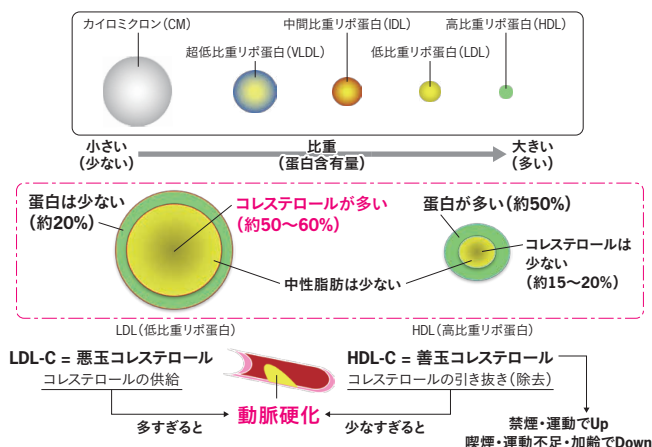 カイロミクロン(CM)
中間比重リポ蛋白(IDL)
高比重リポ蛋白(HDL)
超低比重リポ蛋白(VLDL)
低比重リポ蛋白(LDL)
小さい
(少ない)
比重
(蛋白含有量)
大きい
(多い)
蛋白は少ない
(約20%)
コレステロールが多い
(約50〜60%)
蛋白が多い(約50%)
コレステロールは
少ない
(約15〜20%)
中性脂肪は少ない
LDL(低比重リポ蛋白)
HDL(高比重リポ蛋白)
LDL-C = 悪玉コレステロール
コレステロールの供給
HDL-C = 善玉コレステロール
コレステロールの引き抜き(除去)
多すぎると
動脈硬化
少なすぎると
禁煙・運動でUp
喫煙・運動不足・加齢でDown